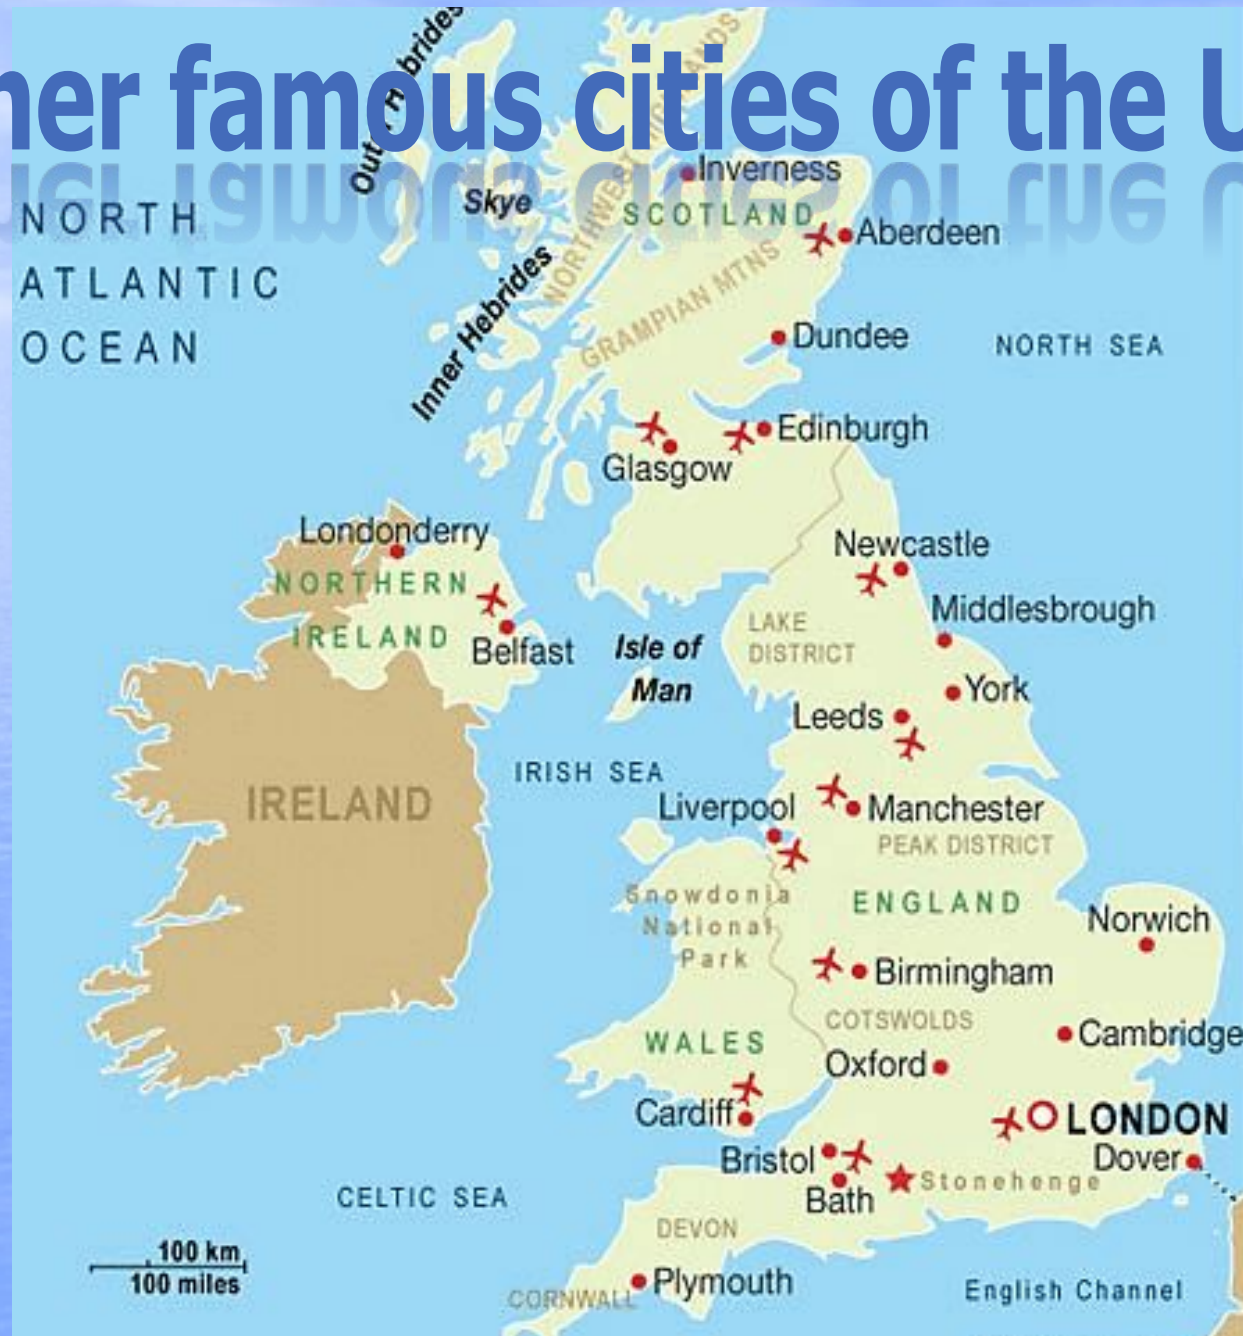 famous cities of the
Outer Hebrides
NORTHWEST HIGHLANDS
Inverness
Skye
SCOTLAND
NORTH
ATLANTIC
OCEAN
Aberdeen
GRAMPIAN MTNS
Inner Hebrides
Dundee
NORTH SEA
Edinburgh
Glasgow
Londonderry
NORTHERN
IRELAND
Belfast
Newcastle
Middlesbrough
LAKE
DISTRICT
Isle of
Man
York
Leeds
IRISH SEA
IRELAND
Liverpool
Manchester
PEAK DISTRICT
Snowdonia
National
Park
ENGLAND
Norwich
Birmingham
COTSWOLDS
Cambridge
WALES
Oxford
Cardiff
LONDON
Bristol
Dover
Bath
Stonehenge
CELTIC SEA
DEVON
100 km
100 miles
Plymouth
CORNWALL
English Channel